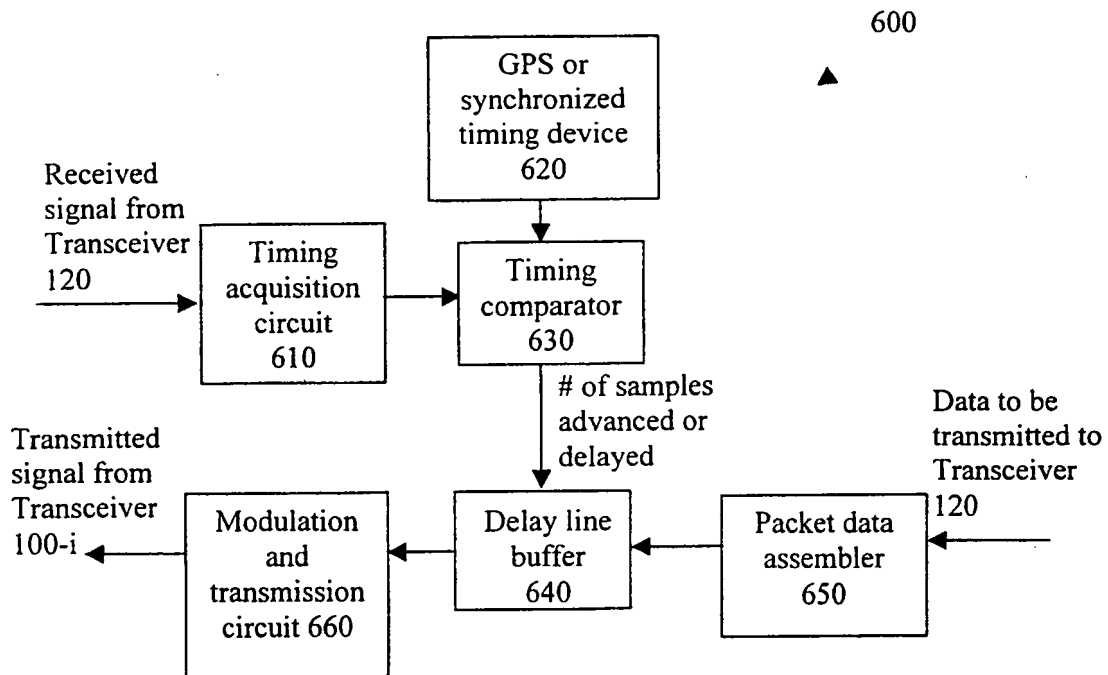 600
GPS or
synchronized
timing device
620
Received
signal from
Transceiver
120
Timing
acquisition
circuit
610
Timing
comparator
630
# of samples
advanced or
delayed
Data to be
transmitted to
Transceiver
120
Transmitted
signal from
Transceiver
100-i
Modulation
and
transmission
circuit 660
Delay line
buffer
640
Packet data
assembler
650